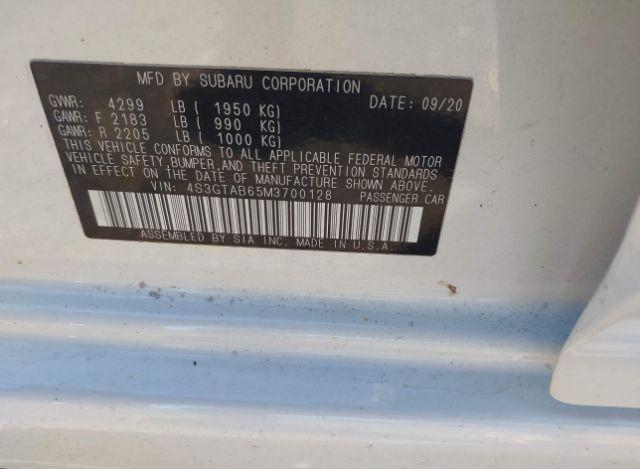 MFD BY SUBARU CORPORATION DATE: 09/20
GVWR: 4299 LB ( 1950 KG)
GAWR: F 2183 LB ( 990 KG)
GAWR: R 2205 LB ( 1000 KG)
THIS VEHICLE CONFORMS TO ALL APPLICABLE FEDERAL MOTOR
VEHICLE SAFETY, BUMPER, AND THEFT PREVENTION STANDARDS
IN EFFECT ON THE DATE OF MANUFACTURE SHOWN ABOVE.
VIN: 4S3GTAB65M3700128 PASSENGER CAR
ASSEMBLED BY SIA INC. MADE IN U.S.A.